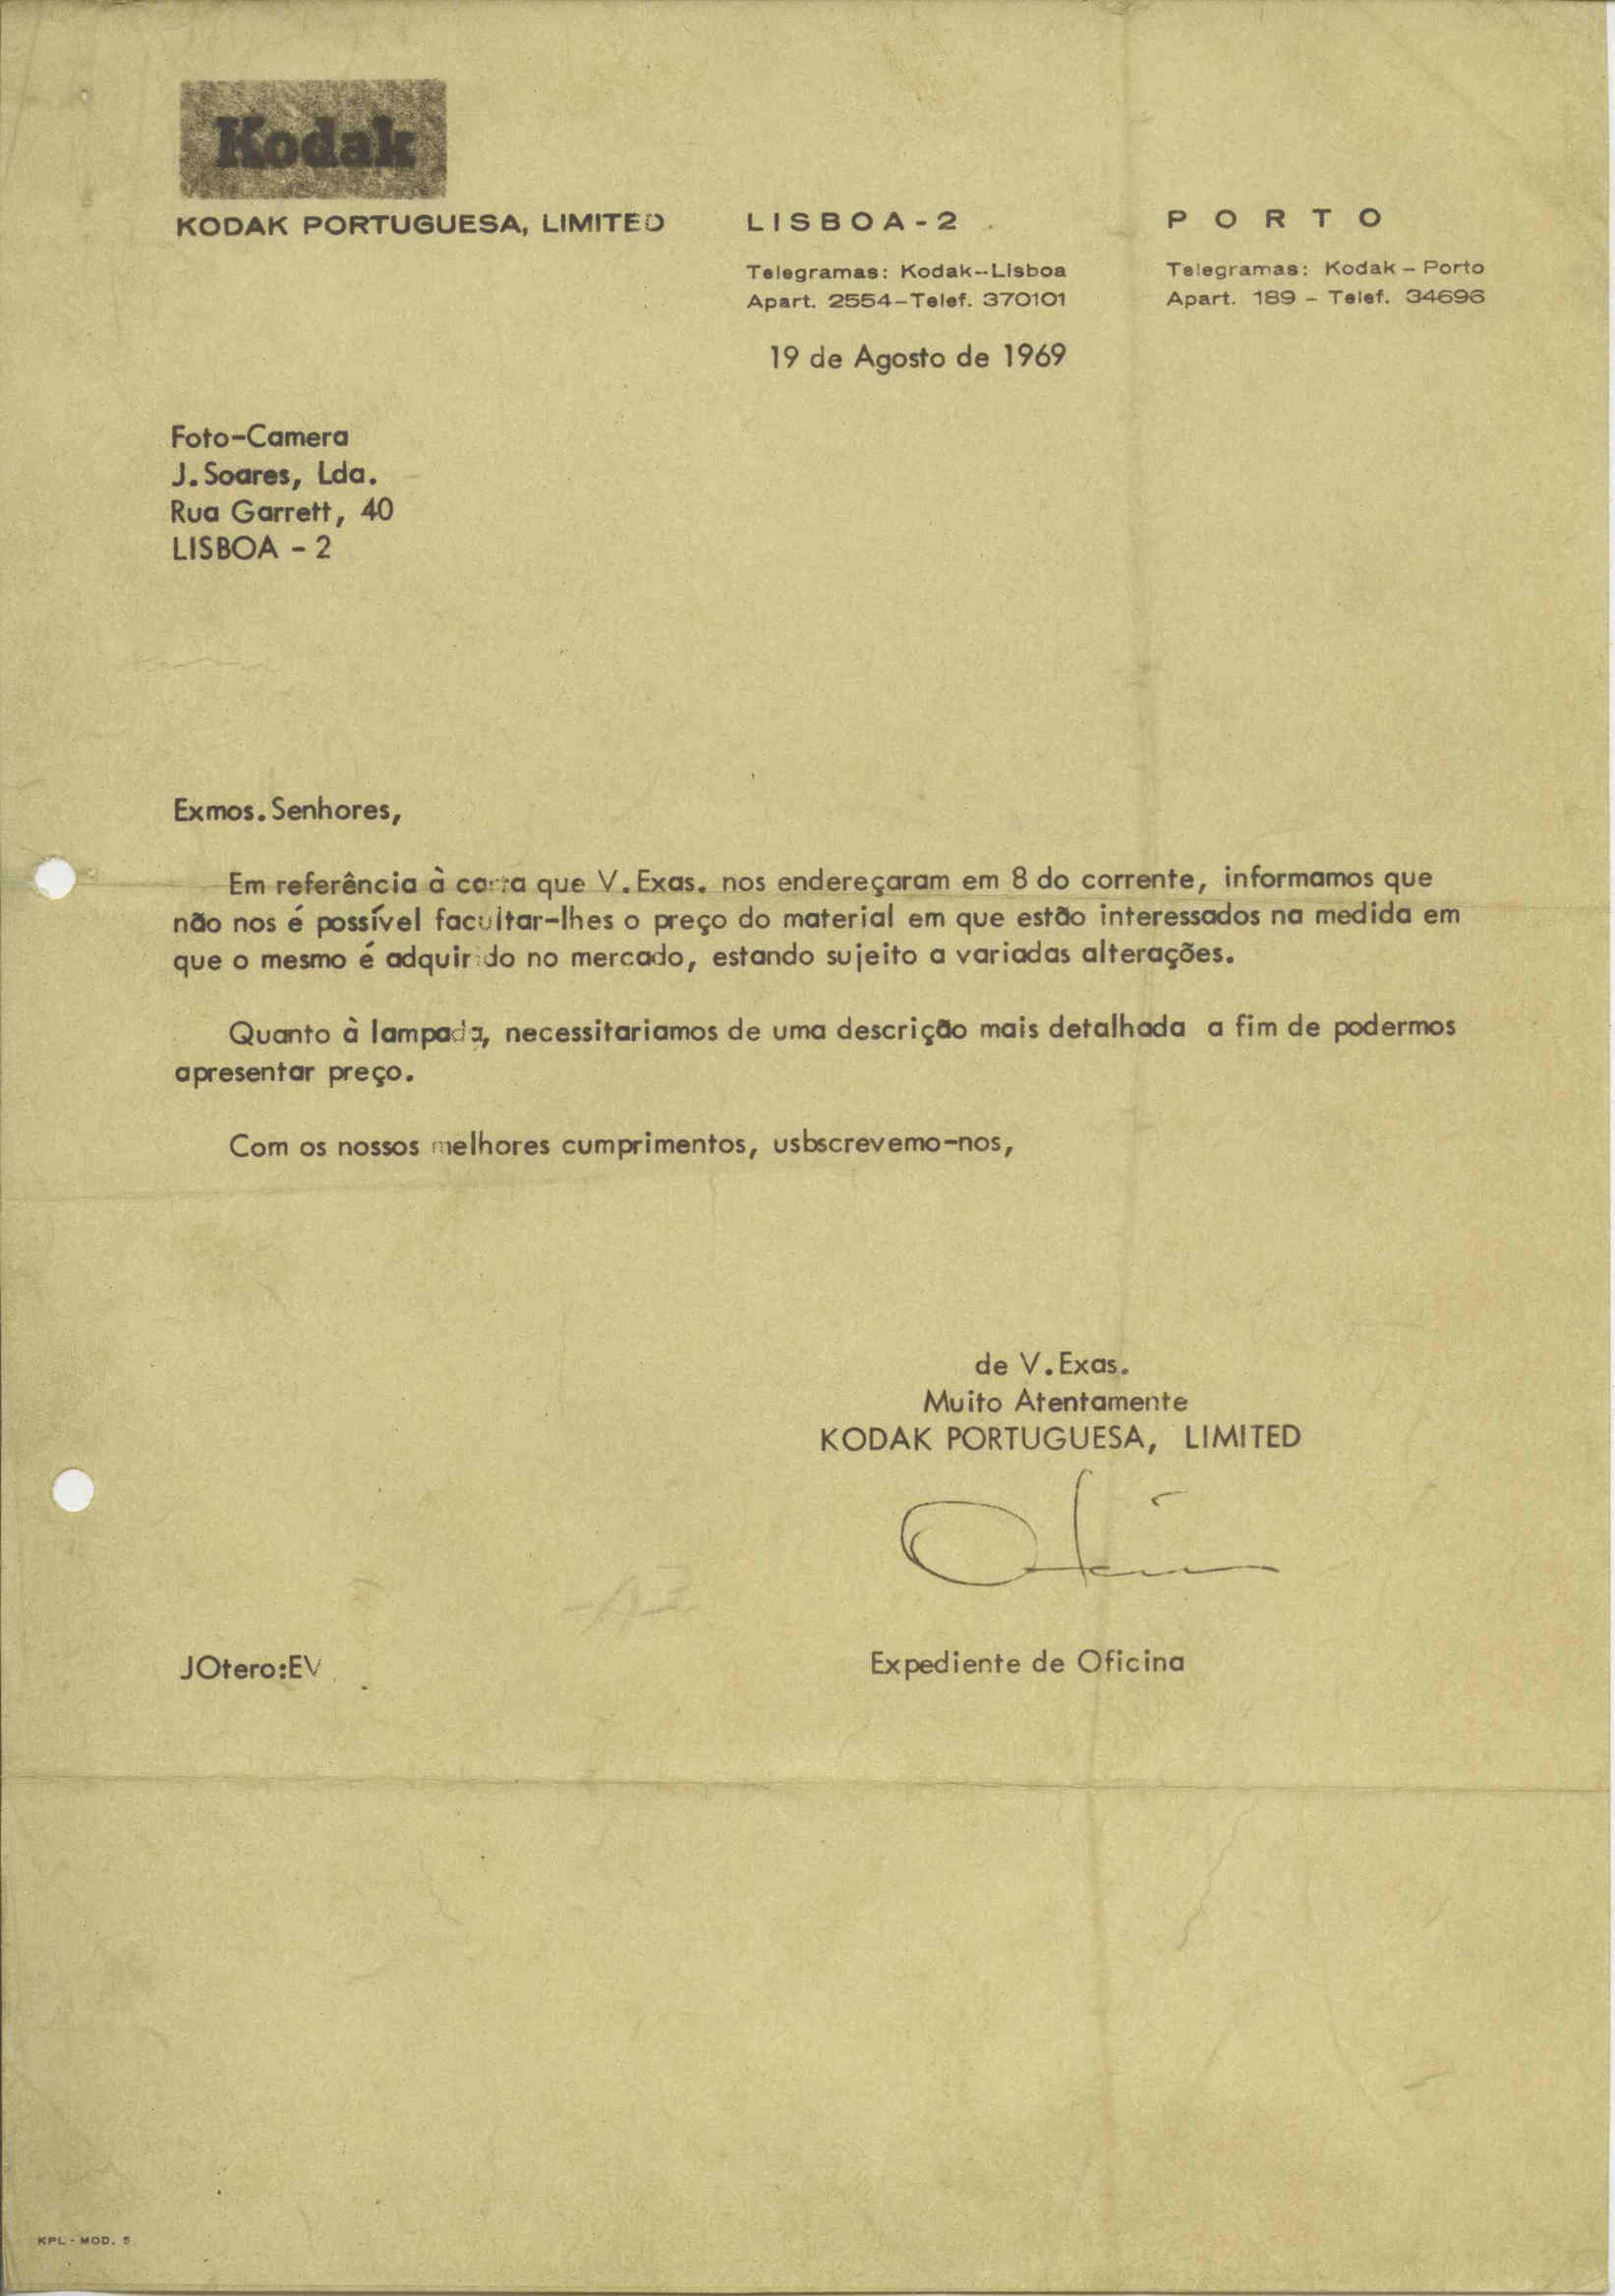 Kodak
KODAK PORTUGUESA, LIMITED
LISBOA-2
Telegramas: Kodak-Lisboa
Apart. 2554-Telef. 370101
PORTO
Telegramas: Kodak - Porto
Apart. 189 - Telef. 34696
19 de Agosto de 1969
Foto-Camera
J. Soares, Lda.
Rua Garrett, 40
LISBOA - 2
Exmos. Senhores,
Em referência à carta que V. Exas. nos endereçaram em 8 do corrente, informamos que
não nos é possível facultar-lhes o preço do material em que estão interessados na medida em
que o mesmo é adquirido no mercado, estando sujeito a variadas alterações.
Quanto à lampada, necessitariamos de uma descrição mais detalhada a fim de podermos
apresentar preço.
Com os nossos melhores cumprimentos, usbscrevemo-nos,
de V. Exas.
Muito Atentamente
KODAK PORTUGUESA, LIMITED
JOtero:EV
Expediente de Oficina
KPL - MOD. 5